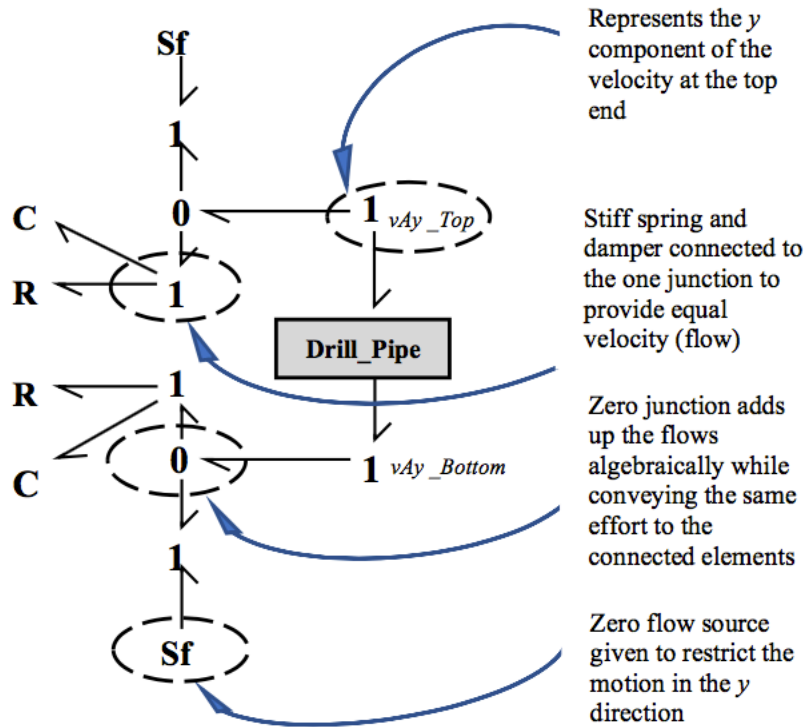 Represents the y
component of the
velocity at the top
end
Sf
1
0
1 vAy _Top
C
R
1
Stiff spring and
damper connected to
the one junction to
provide equal
velocity (flow)
Drill_Pipe
R
1
C
0
1 vAy _Bottom
Zero junction adds
up the flows
algebraically while
conveying the same
effort to the
connected elements
1
Sf
Zero flow source
given to restrict the
motion in the y
direction